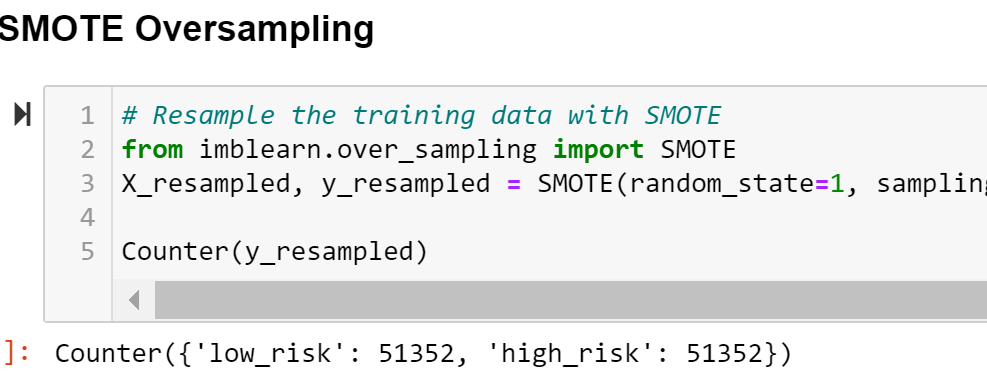 SMOTE Oversampling
1 # Resample the training data with SMOTE
2 from imblearn.over_sampling import SMOTE
3 X_resampled, y_resampled = SMOTE(random_state=1, sampling
4
5 Counter(y_resampled)
]: Counter({'low_risk': 51352, 'high_risk': 51352})